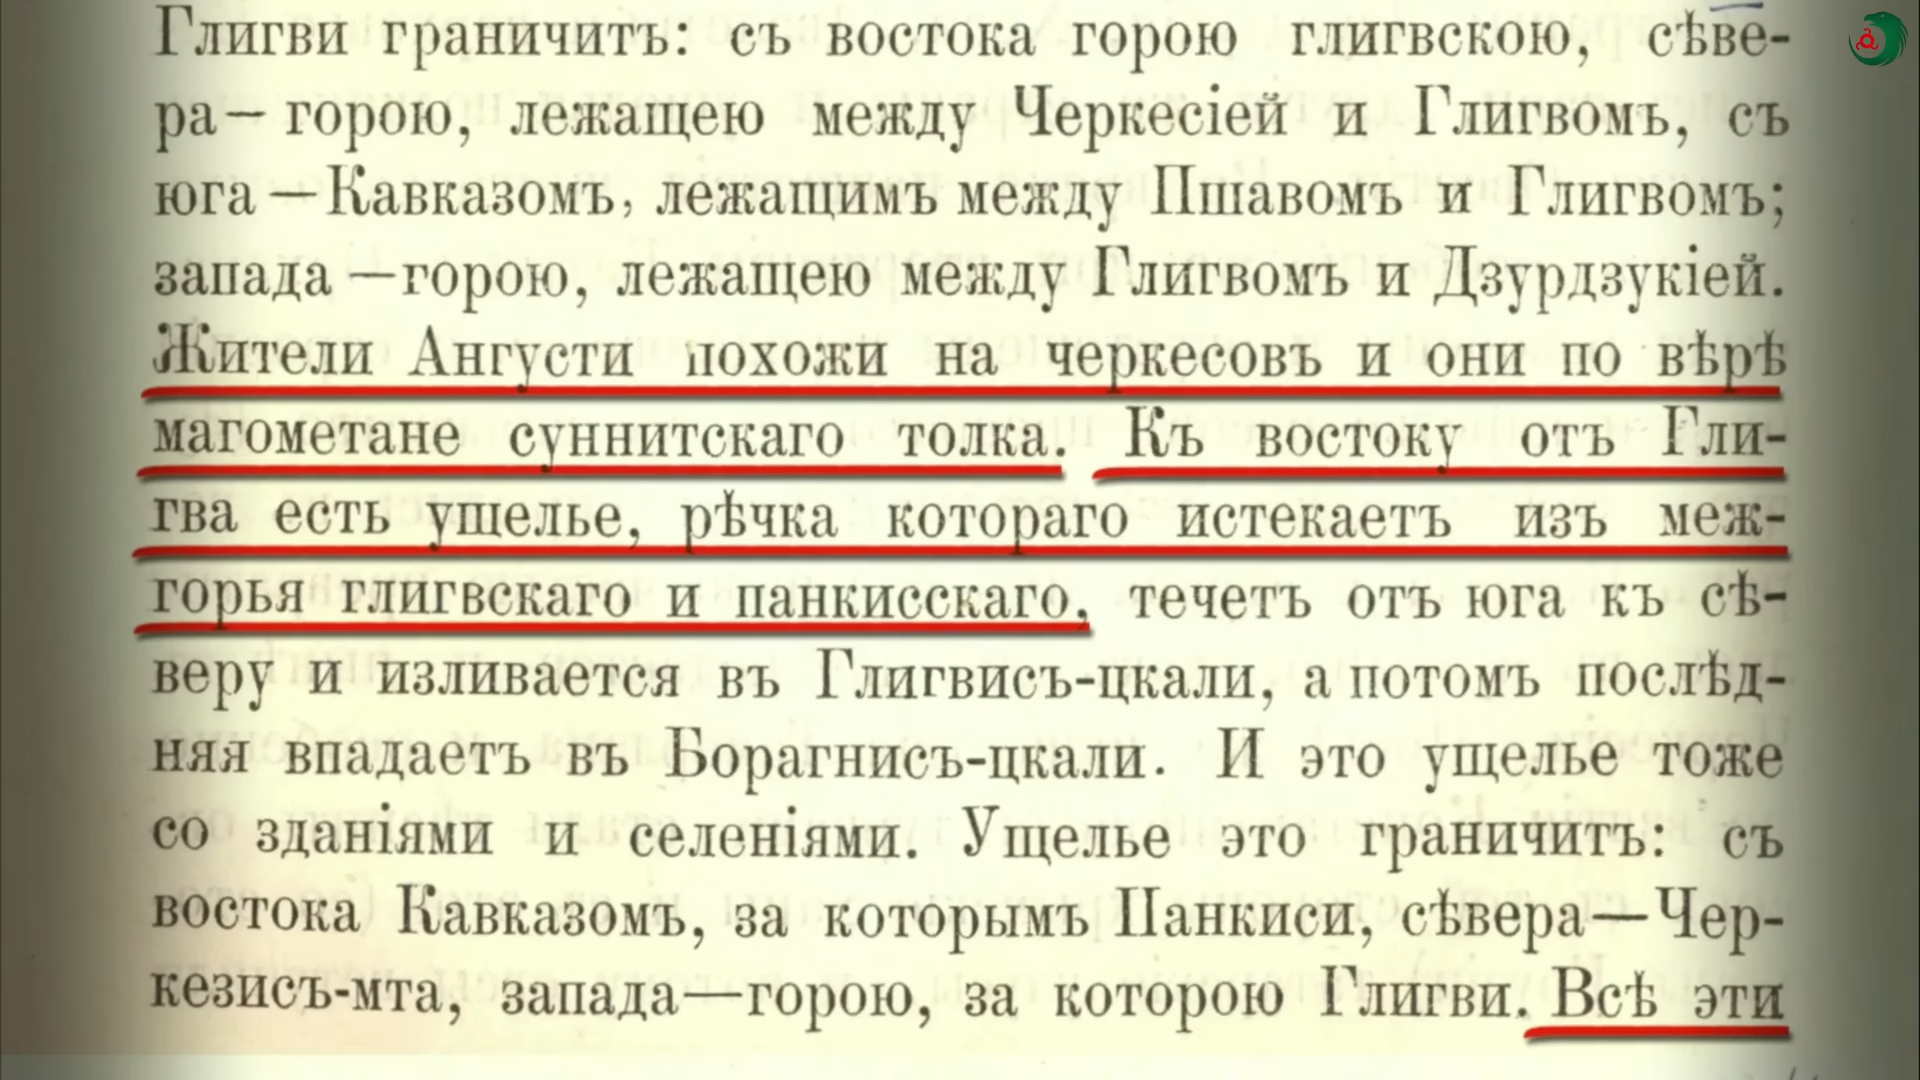 Глигви граничитъ: съ востока горою глигвскою, сѣве-
ра— горою, лежащею между Черкесіей и Глигвомъ, съ
юга—Кавказомъ, лежащимъ между Пшавомъ и Глигвомъ;
запада—горою, лежащею между Глигвомъ и Дзурдзукіей.
Жители Ангусти похожи на черкесовъ и они по вѣрѣ
магометане суннитскаго толка. Къ востоку отъ Гли-
гва есть ущелье, рѣчка котораго истекаетъ изъ меж-
горья глигвскаго и панкисскаго, течетъ отъ юга къ сѣ-
веру и изливается въ Глигвисъ-цкали, а потомъ послѣд-
няя впадаетъ въ Борагнисъ-цкали. И это ущелье тоже
со зданіями и селеніями. Ущелье это граничитъ: съ
востока Кавказомъ, за которымъ Панкиси, сѣвера—Чер-
кезисъ-мта, запада—горою, за которою Глигви. Всѣ эти